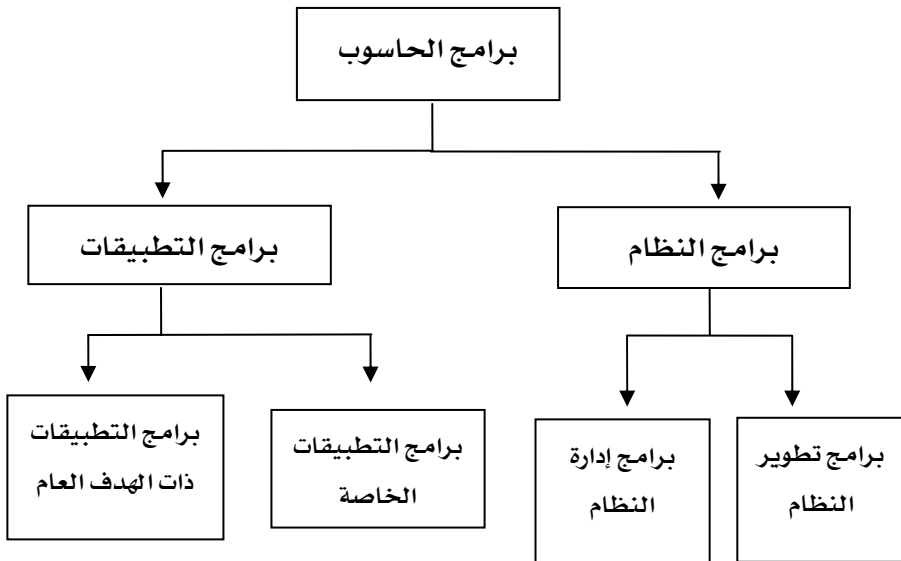 برامج الحاسوب
برامج النظام
برامج التطبيقات
برامج تطوير
النظام
برامج إدارة
النظام
برامج التطبيقات
الخاصة
برامج التطبيقات
ذات الهدف العام